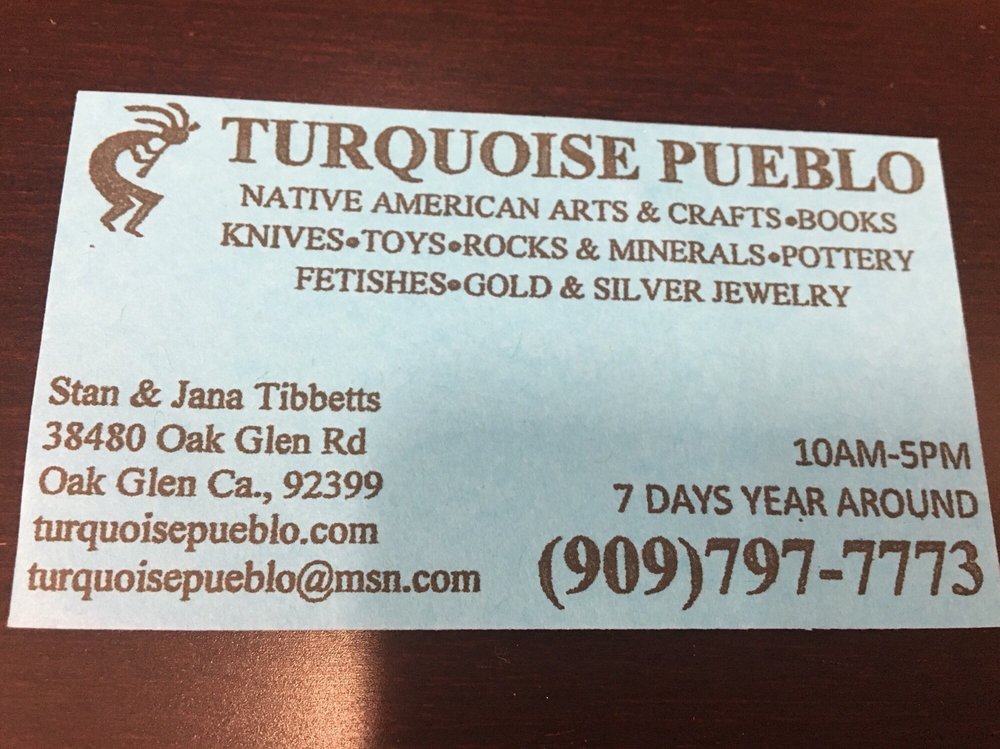 TURQUOISE PUEBLO
NATIVE AMERICAN ARTS & CRAFTS•BOOKS
KNIVES•TOYS•ROCKS & MINERALS•POTTERY
FETISHES•GOLD & SILVER JEWELRY
Stan & Jana Tibbetts
38480 Oak Glen Rd
Oak Glen Ca., 92399
turquoisepueblo.com
turquoisepueblo@msn.com
10AM-5PM
7 DAYS YEAR AROUND
(909)797-7773